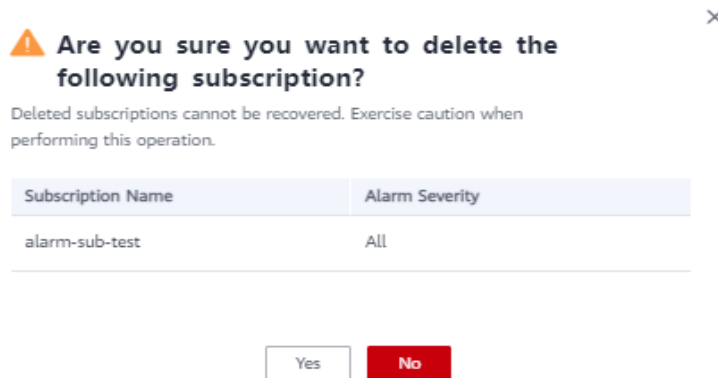 Are you sure you want to delete the
following subscription?
Deleted subscriptions cannot be recovered. Exercise caution when
performing this operation.
Subscription Name Alarm Severity
alarm-sub-test All
Yes No